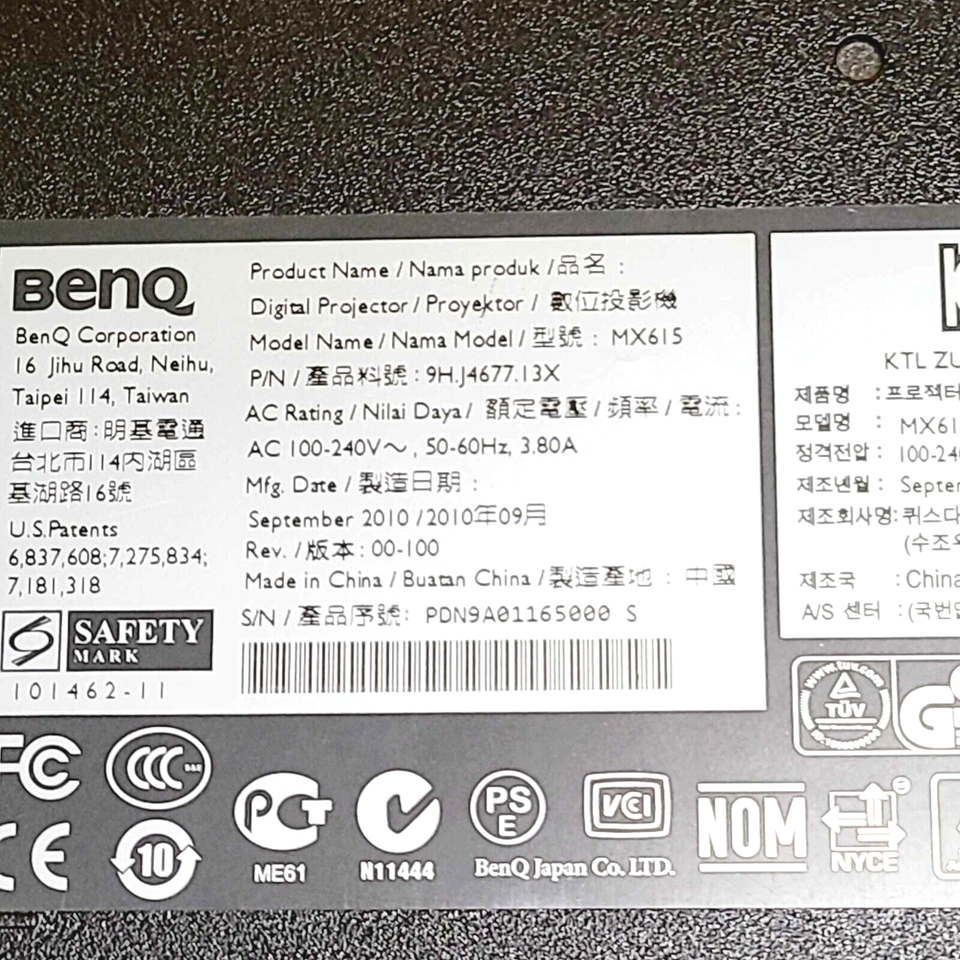 BenQ
BenQ Corporation
16 Jihu Road, Neihu,
Taipei 114, Taiwan
進口商:明基電通
台北市114內湖區
基湖路16號
U.S.Patents
6,837,608;7,275,834;
7,181,318
SAFETY
MARK
101462-11
Product Name / Nama produk /品名 :
Digital Projector / Proyektor / 數位投影機
Model Name / Nama Model / 型號 : MX615
P/N / 產品料號 : 9H.J4677.13X
AC Rating / Nilai Daya / 額定電壓 / 頻率 / 電流 :
AC 100-240V～, 50-60Hz, 3.80A
Mfg. Date / 製造日期 :
September 2010 /2010年09月
Rev. / 版本 : 00-100
Made in China / Buatan China / 製造產地 : 中國
S/N / 產品序號: PDN9A01165000 S
KTL ZU
제품명 : 프로젝터
모델명 : MX61
정격전압 : 100-240
제조년월 : Septem
제조회사명: 퀴스다
(수조우
제조국 : China
A/S 센터 : (국번없
FC
CCC
CE
10
PCT
ME61
N11444
PSE
BenQ Japan Co. LTD.
VCI
NOM
NYCE
www.tuv.com
TÜV
GS